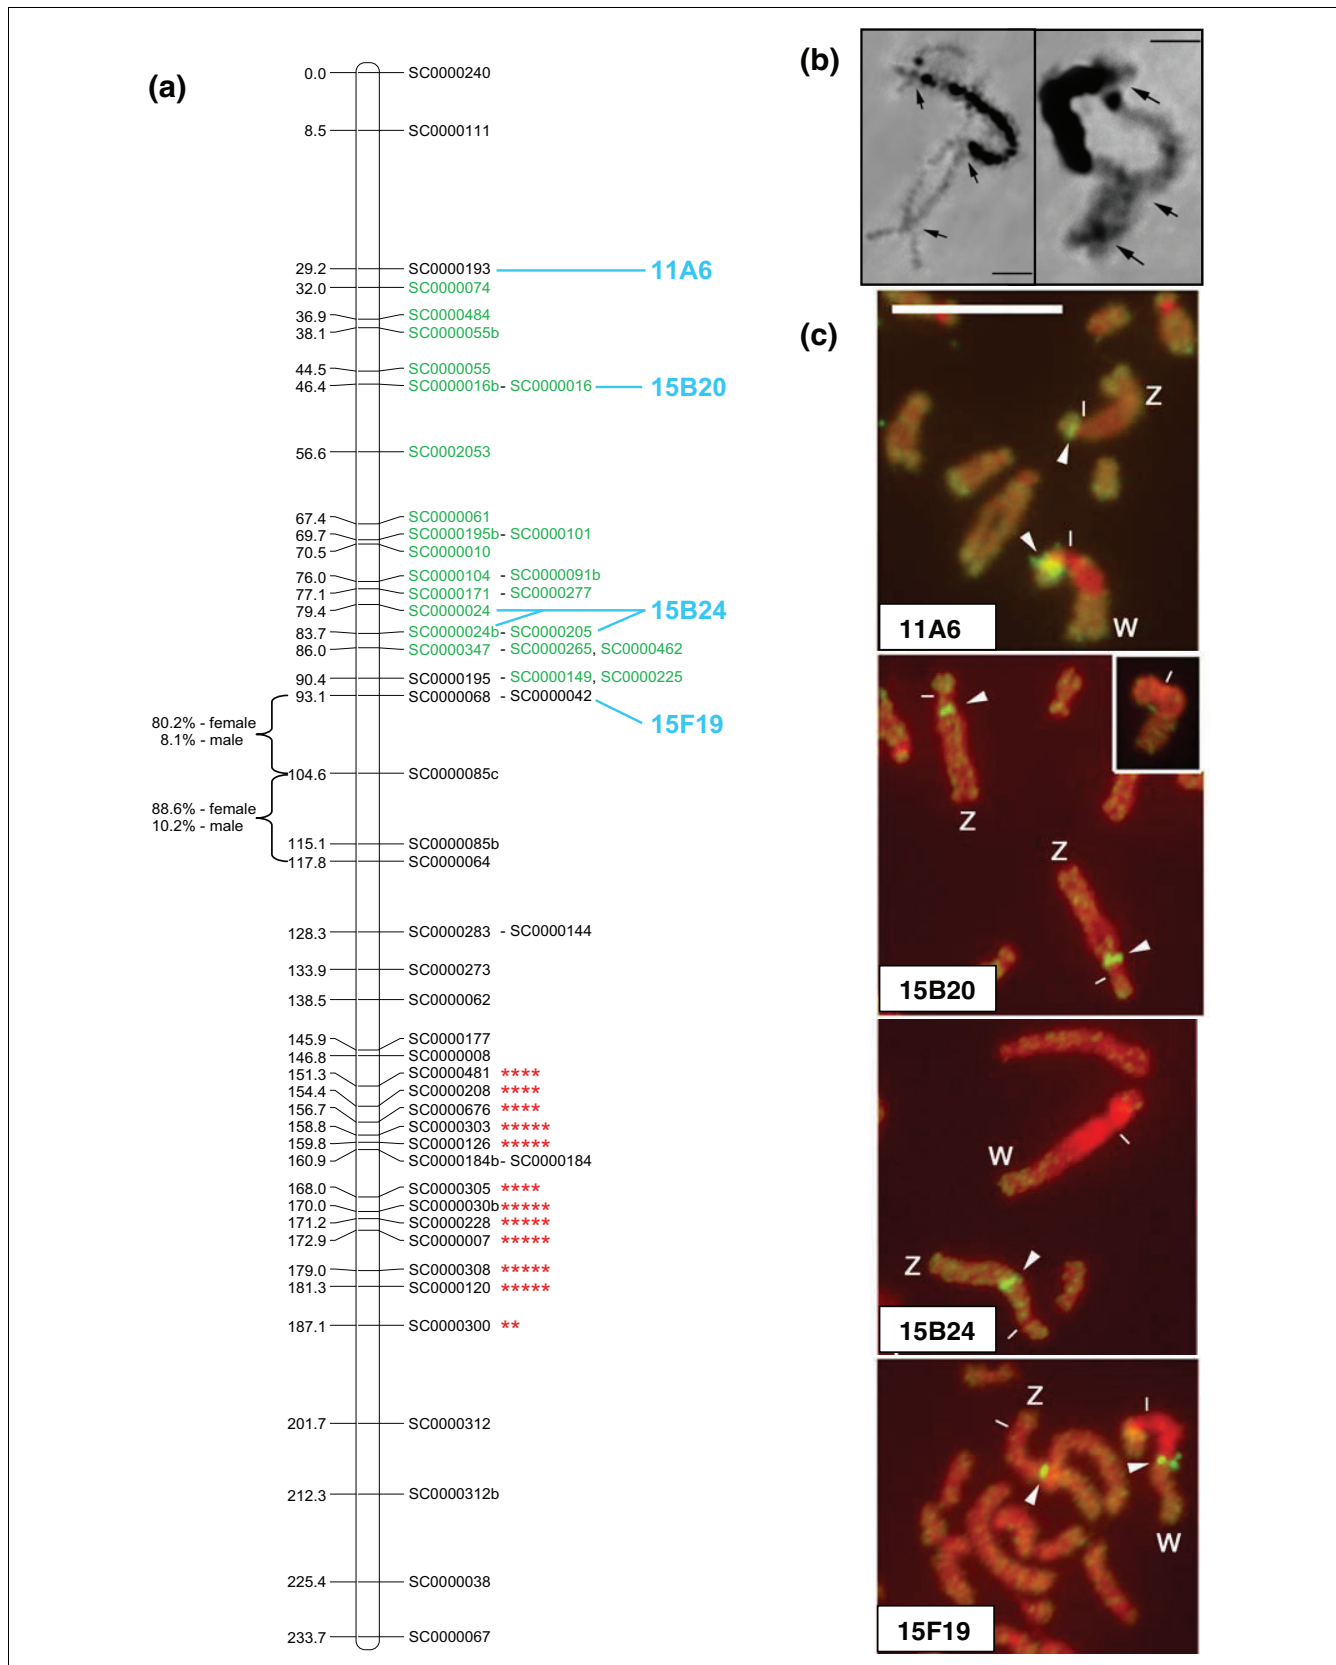 (a)
0.0 SC0000240
8.5 SC0000111
29.2 SC0000193 11A6
32.0 SC0000074
36.9 SC0000484
38.1 SC0000055b
44.5 SC0000055
46.4 SC0000016b- SC0000016 15B20
56.6 SC0002053
67.4 SC0000061
69.7 SC0000195b- SC0000101
70.5 SC0000010
76.0 SC0000104 - SC0000091b
77.1 SC0000171 - SC0000277
79.4 SC0000024 15B24
83.7 SC0000024b- SC0000205
86.0 SC0000347 - SC0000265, SC0000462
90.4 SC0000195 - SC0000149, SC0000225
93.1 SC0000068 - SC0000042
15F19
80.2% - female
8.1% - male
104.6 SC0000085c
88.6% - female
10.2% - male
115.1 SC0000085b
117.8 SC0000064
128.3 SC0000283 - SC0000144
133.9 SC0000273
138.5 SC0000062
145.9 SC0000177
146.8 SC0000008
151.3 SC0000481 ****
154.4 SC0000208 ****
156.7 SC0000676 ****
158.8 SC0000303 *****
159.8 SC0000126 *****
160.9 SC0000184b- SC0000184
168.0 SC0000305 ****
170.0 SC0000030b *****
171.2 SC0000228 *****
172.9 SC0000007 *****
179.0 SC0000308 *****
181.3 SC0000120 *****
187.1 SC0000300 **
201.7 SC0000312
212.3 SC0000312b
225.4 SC0000038
233.7 SC0000067
(b)
(c)
Z
W
11A6
Z
Z
15B20
W
Z
15B24
Z
W
15F19